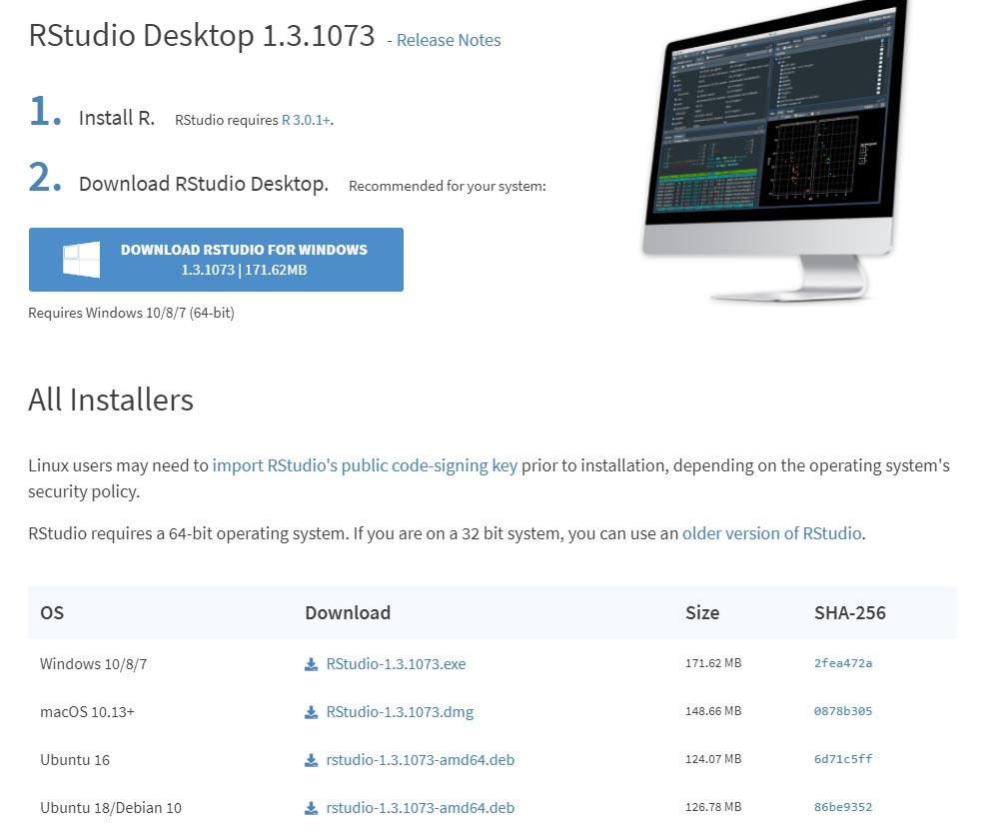 RStudio Desktop 1.3.1073 - Release Notes
1. Install R. RStudio requires R 3.0.1+.
2. Download RStudio Desktop. Recommended for your system:
DOWNLOAD RSTUDIO FOR WINDOWS
1.3.1073 | 171.62MB
Requires Windows 10/8/7 (64-bit)
All Installers
Linux users may need to import RStudio's public code-signing key prior to installation, depending on the operating system's
security policy.
RStudio requires a 64-bit operating system. If you are on a 32 bit system, you can use an older version of RStudio.
OS Download Size SHA-256
Windows 10/8/7 RStudio-1.3.1073.exe 171.62 MB 2fea472a
macOS 10.13+ RStudio-1.3.1073.dmg 148.66 MB 0878b305
Ubuntu 16 rstudio-1.3.1073-amd64.deb 124.07 MB 6d71c5ff
Ubuntu 18/Debian 10 rstudio-1.3.1073-amd64.deb 126.78 MB 86be9352